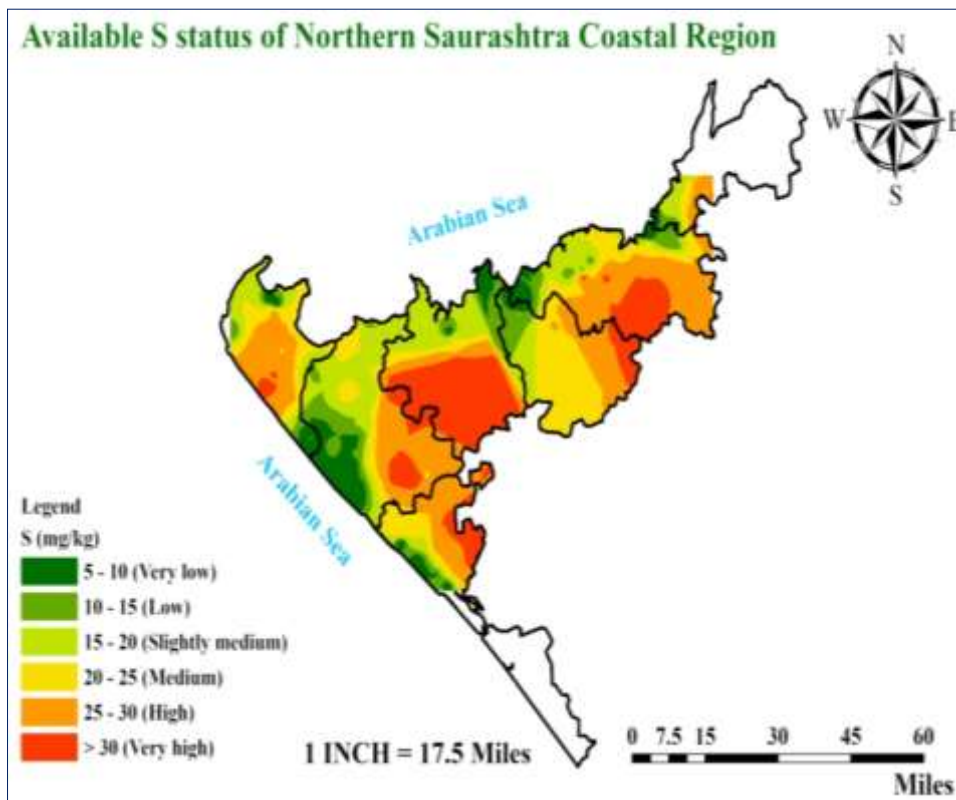 Available S status of Northern Saurashtra Coastal Region
N
W
E
S
Arabian Sea
Arabian Sea
Legend
S (mg/kg)
5 - 10 (Very low)
10 - 15 (Low)
15 - 20 (Slightly medium)
20 - 25 (Medium)
25 - 30 (High)
> 30 (Very high)
1 INCH = 17.5 Miles
0 7.5 15 30 45 60
Miles